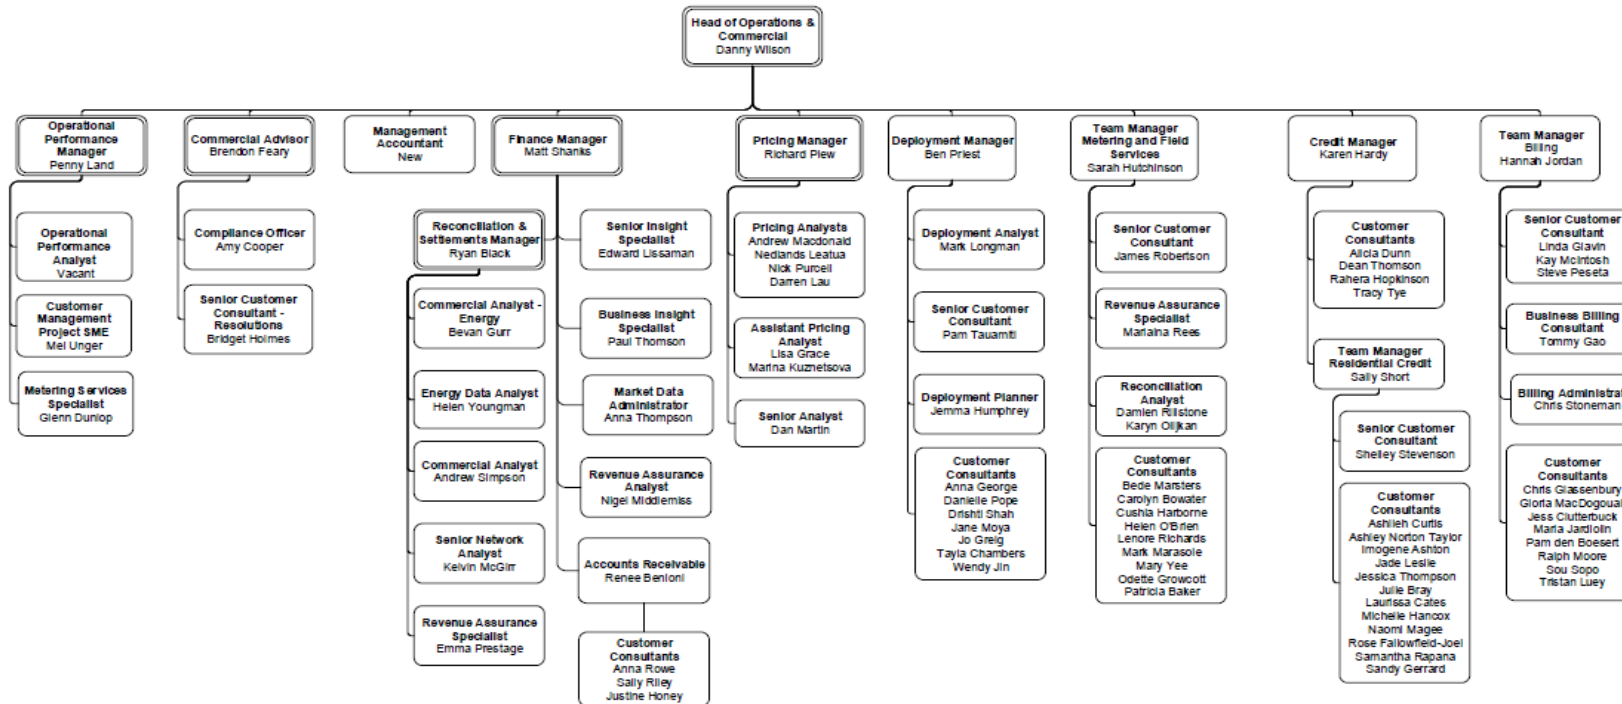 Head of Operations &
Commercial
Danny Wilson
Operational
Performance
Manager
Penny Land
Commercial Advisor
Brendon Feary
Management
Accountant
New
Finance Manager
Matt Shanks
Pricing Manager
Richard Plew
Deployment Manager
Ben Priest
Team Manager
Metering and Field
Services
Sarah Hutchinson
Credit Manager
Karen Hardy
Team Manager
Billing
Hannah Jordan
Operational
Performance
Analyst
Vacant
Customer
Management
Project SME
Mel Unger
Metering Services
Specialist
Glenn Dunlop
Compliance Officer
Amy Cooper
Senior Customer
Consultant -
Resolutions
Bridget Holmes
Reconciliation &
Settlements Manager
Ryan Black
Commercial Analyst -
Energy
Bevan Gurr
Energy Data Analyst
Helen Youngman
Commercial Analyst
Andrew Simpson
Senior Network
Analyst
Kelvin McGirr
Revenue Assurance
Specialist
Emma Prestage
Senior Insight
Specialist
Edward Lissaman
Business Insight
Specialist
Paul Thomson
Market Data
Administrator
Anna Thompson
Revenue Assurance
Analyst
Nigel Middlemiss
Accounts Receivable
Renee Benioni
Customer
Consultants
Anna Rowe
Sally Riley
Justine Honey
Pricing Analysts
Andrew Macdonald
Nedlands Leatua
Nick Purcell
Darren Lau
Assistant Pricing
Analyst
Lisa Grace
Marina Kuznetsova
Senior Analyst
Dan Martin
Deployment Analyst
Mark Longman
Senior Customer
Consultant
Pam Tauamiti
Deployment Planner
Jemma Humphrey
Customer
Consultants
Anna George
Danielle Pope
Drishti Shah
Jane Moya
Jo Greig
Tayla Chambers
Wendy Jin
Senior Customer
Consultant
James Robertson
Revenue Assurance
Specialist
Marlaina Rees
Reconciliation
Analyst
Damien Rillstone
Karyn Olijkan
Customer
Consultants
Bede Marsters
Carolyn Bowater
Cushla Harborne
Helen O'Brien
Lenore Richards
Mark Marasole
Mary Yee
Odette Growcott
Patricia Baker
Customer
Consultants
Alicia Dunn
Dean Thomson
Rahera Hopkinson
Tracy Tye
Team Manager
Residential Credit
Sally Short
Senior Customer
Consultant
Shelley Stevenson
Customer
Consultants
Ashlieh Curtis
Ashley Norton Taylor
Imogene Ashton
Jade Leslie
Jessica Thompson
Julie Bray
Laurissa Cates
Michelle Hancox
Naomi Magee
Rose Fallowfield-Joel
Samantha Rapana
Sandy Gerrard
Senior Customer
Consultant
Linda Glavin
Kay McIntosh
Steve Peseta
Business Billing
Consultant
Tommy Gao
Billing Administrat
Chris Stoneman
Customer
Consultants
Chris Glassenbury
Gloria MacDogoual
Jess Clutterbuck
Maria Jardiolin
Pam den Boesert
Ralph Moore
Sou Sopo
Tristan Luey